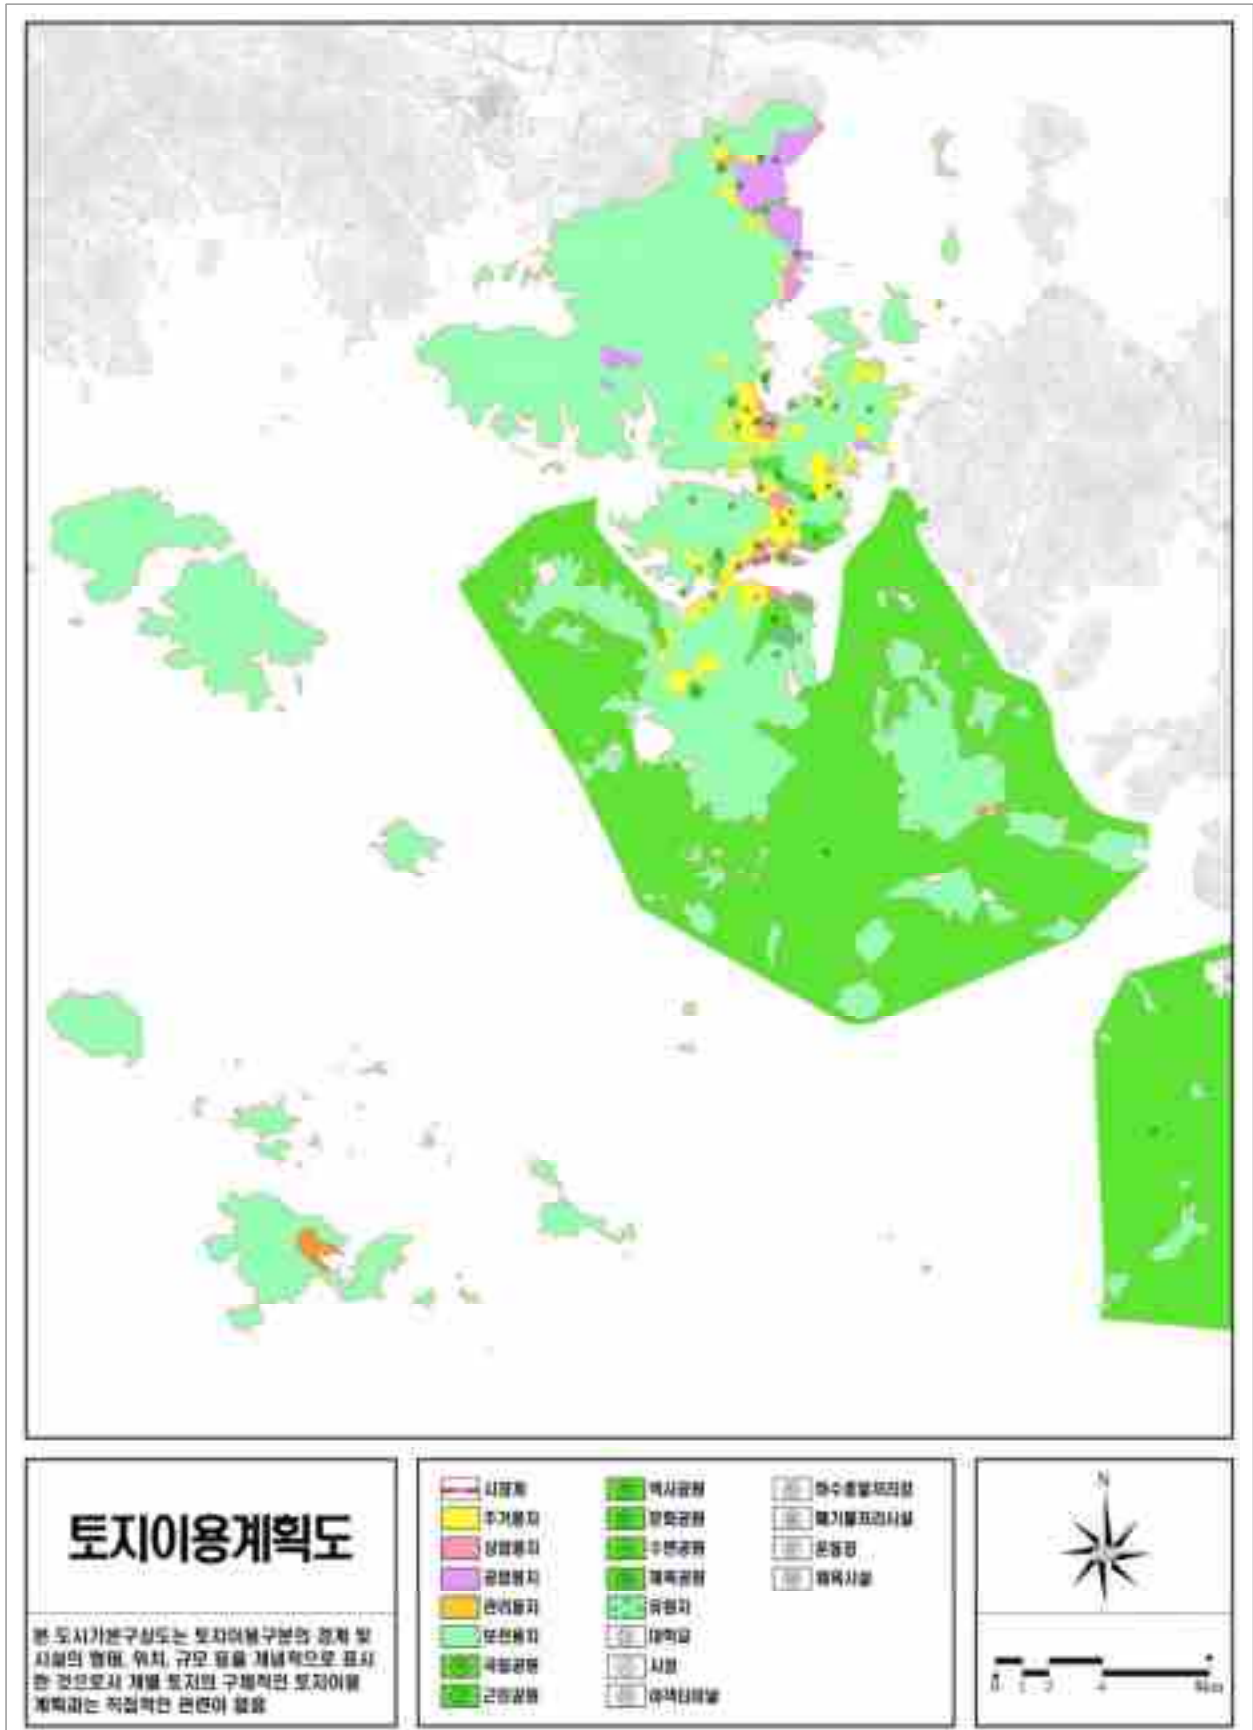 토지이용계획도
본 도시기본구상도는 토지이용구분의 경계 및
시설의 형태, 위치, 규모 등을 개념적으로 표시
한 것으로서 개별 토지의 구체적인 토지이용
계획과는 직접적인 관련이 없음
시경계
주거용지
상업용지
공업용지
관리용지
보전용지
국립공원
근린공원
역사공원
문화공원
수변공원
체육공원
유원지
대학교
시장
여객터미널
하수종말처리장
폐기물처리시설
운동장
체육시설
N
0 1 2 4